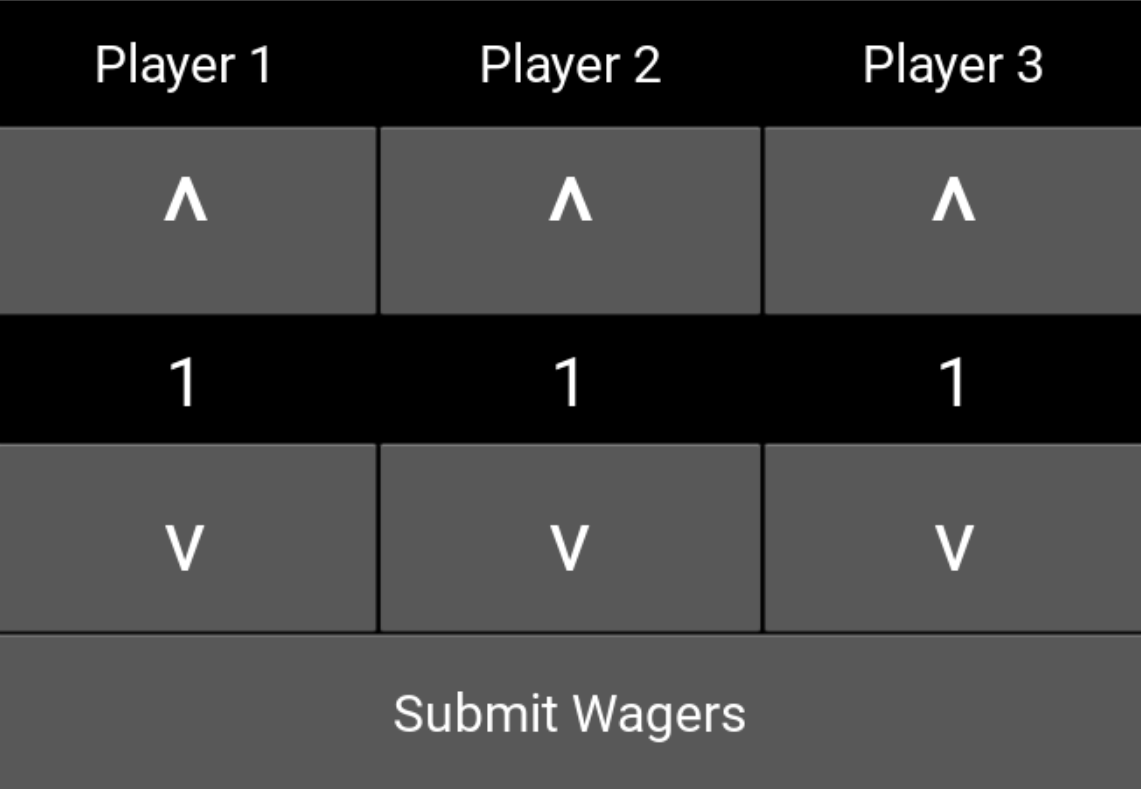 Player 1 Player 2 Player 3
^ ^ ^
1 1 1
v v v
Submit Wagers